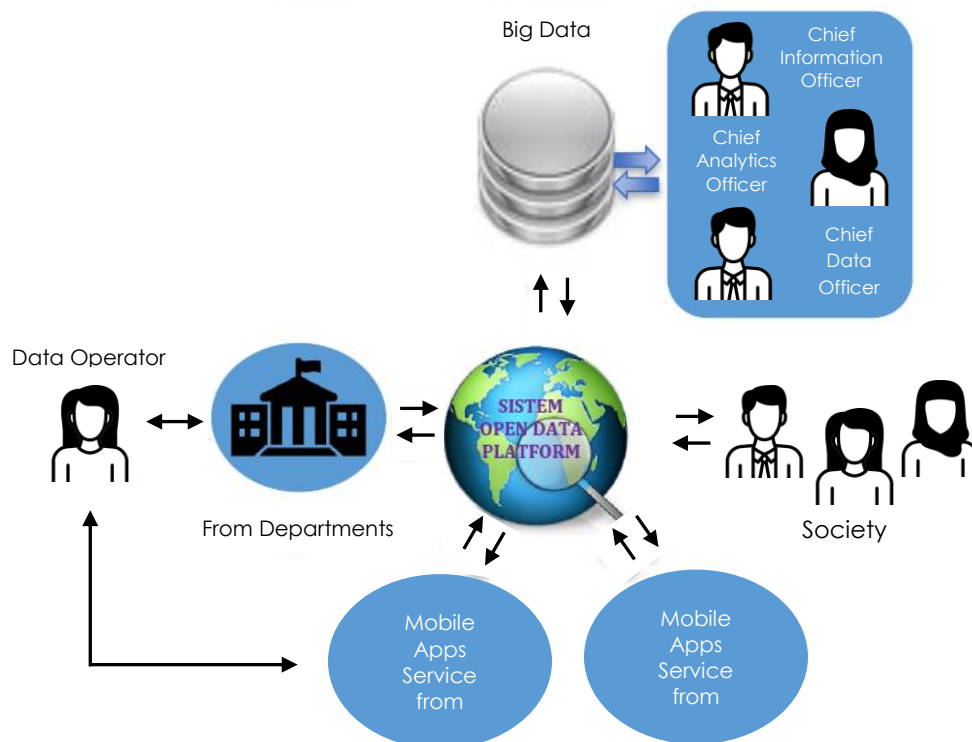 Big Data
Chief
Information
Officer
Chief
Analytics
Officer
Chief
Data
Officer
Data Operator
SISTEM
OPEN DATA
PLATFORM
From Departments
Society
Mobile
Apps
Service
from
Mobile
Apps
Service
from